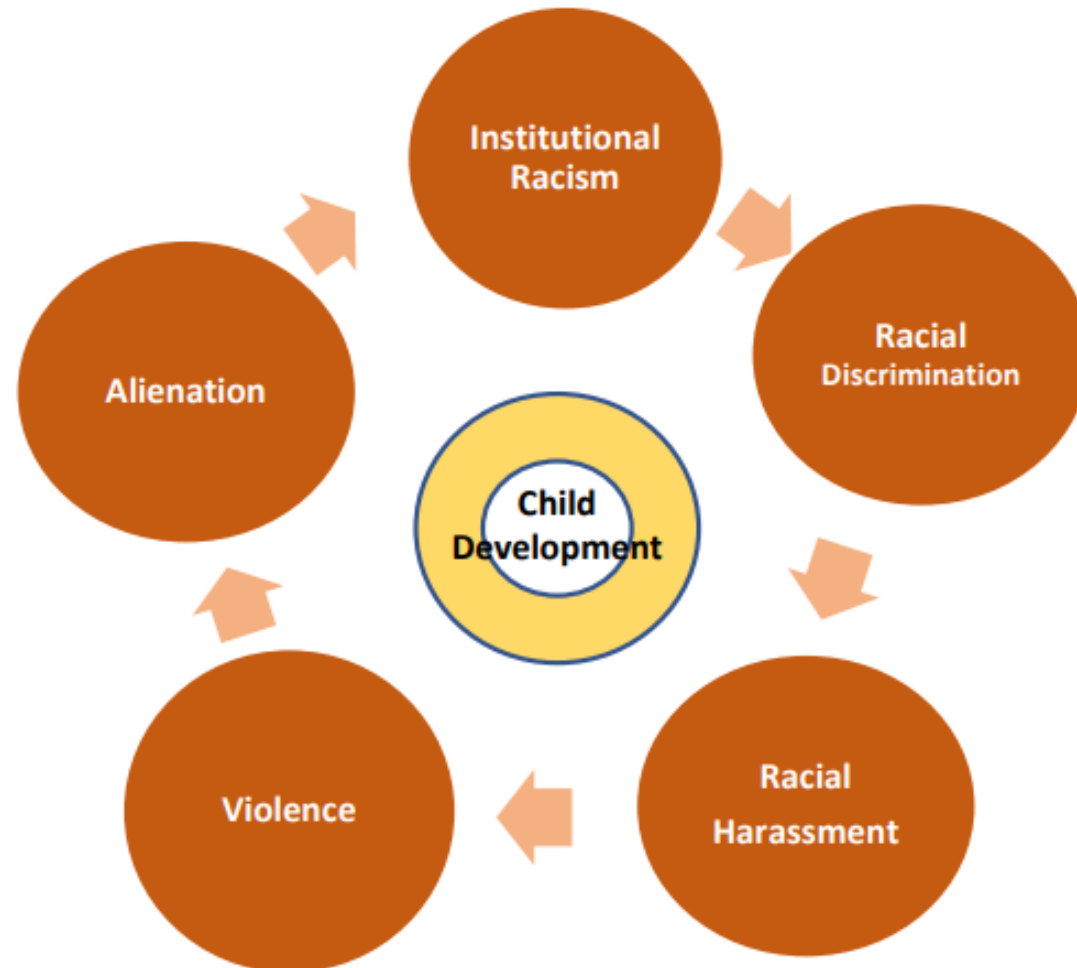 Institutional
Racism
Racial
Discrimination
Alienation
Child
Development
Racial
Harassment
Violence